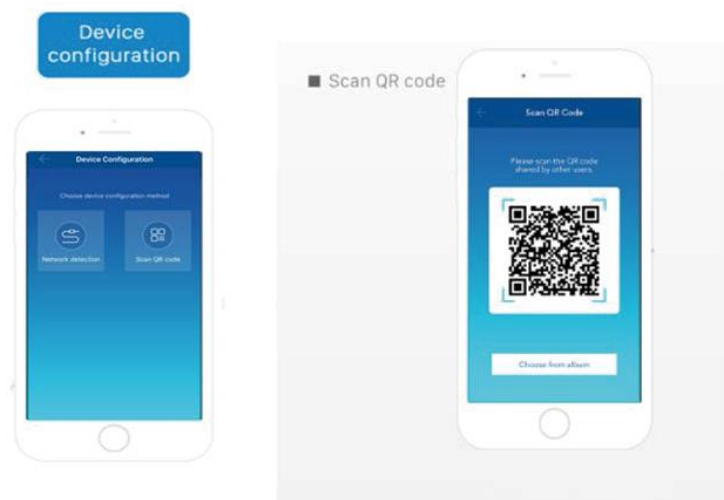 Device
configuration
Device Configuration
Choose device configuration method
Network detection
Scan QR code
■ Scan QR code
Scan QR Code
Please scan the QR code
shared by other users.
Choose from album